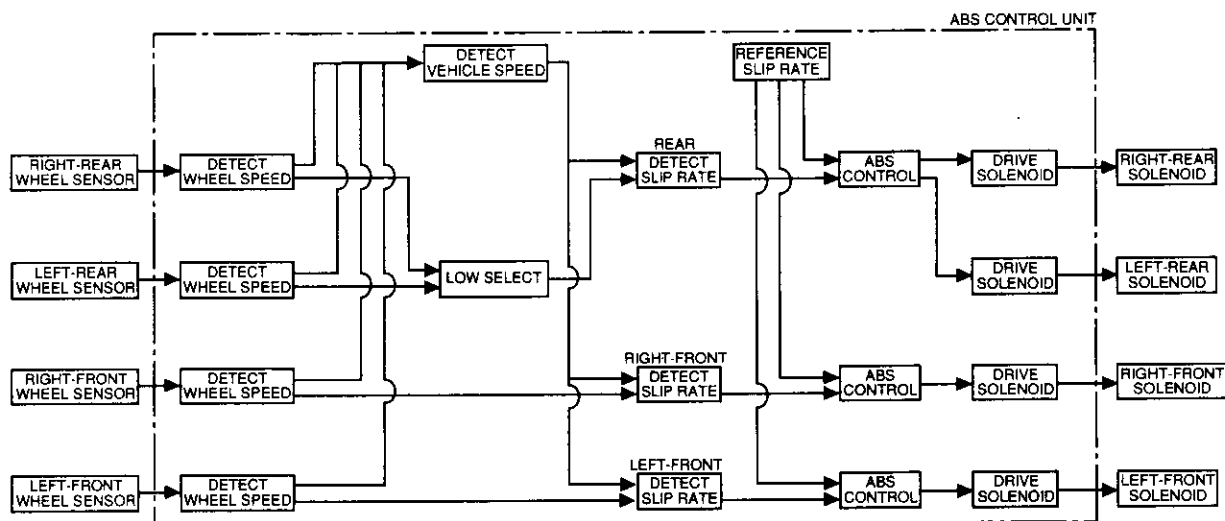 ABS CONTROL UNIT
DETECT
VEHICLE SPEED
REFERENCE
SLIP RATE
RIGHT-REAR
WHEEL SENSOR
DETECT
WHEEL SPEED
REAR
DETECT
SLIP RATE
ABS
CONTROL
DRIVE
SOLENOID
RIGHT-REAR
SOLENOID
LEFT-REAR
WHEEL SENSOR
DETECT
WHEEL SPEED
LOW SELECT
DRIVE
SOLENOID
LEFT-REAR
SOLENOID
RIGHT-FRONT
WHEEL SENSOR
DETECT
WHEEL SPEED
RIGHT-FRONT
DETECT
SLIP RATE
ABS
CONTROL
DRIVE
SOLENOID
RIGHT-FRONT
SOLENOID
LEFT-FRONT
WHEEL SENSOR
DETECT
WHEEL SPEED
LEFT-FRONT
DETECT
SLIP RATE
ABS
CONTROL
DRIVE
SOLENOID
LEFT-FRONT
SOLENOID